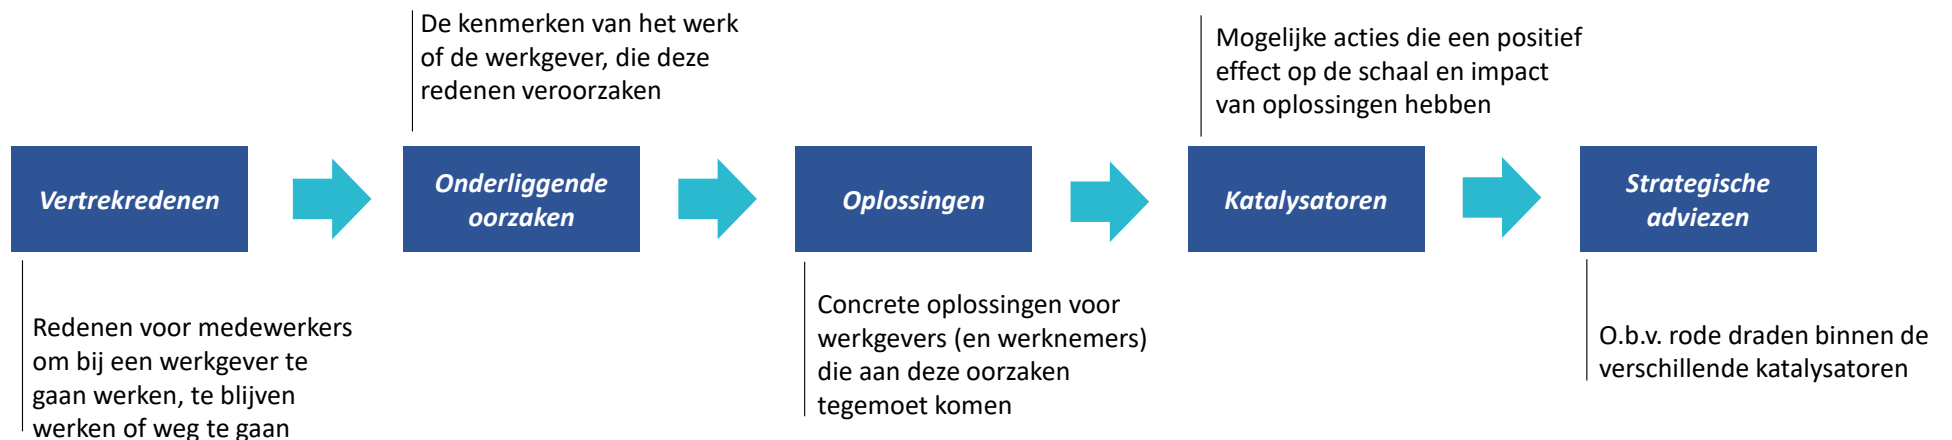 De kenmerken van het werk
of de werkgever, die deze
redenen veroorzaken
Mogelijke acties die een positief
effect op de schaal en impact
van oplossingen hebben
Vertrekredenen
Onderliggende
oorzaken
Oplossingen
Katalysatoren
Strategische
adviezen
Redenen voor medewerkers
om bij een werkgever te
gaan werken, te blijven
werken of weg te gaan
Concrete oplossingen voor
werkgevers (en werknemers)
die aan deze oorzaken
tegemoet komen
O.b.v. rode draden binnen de
verschillende katalysatoren